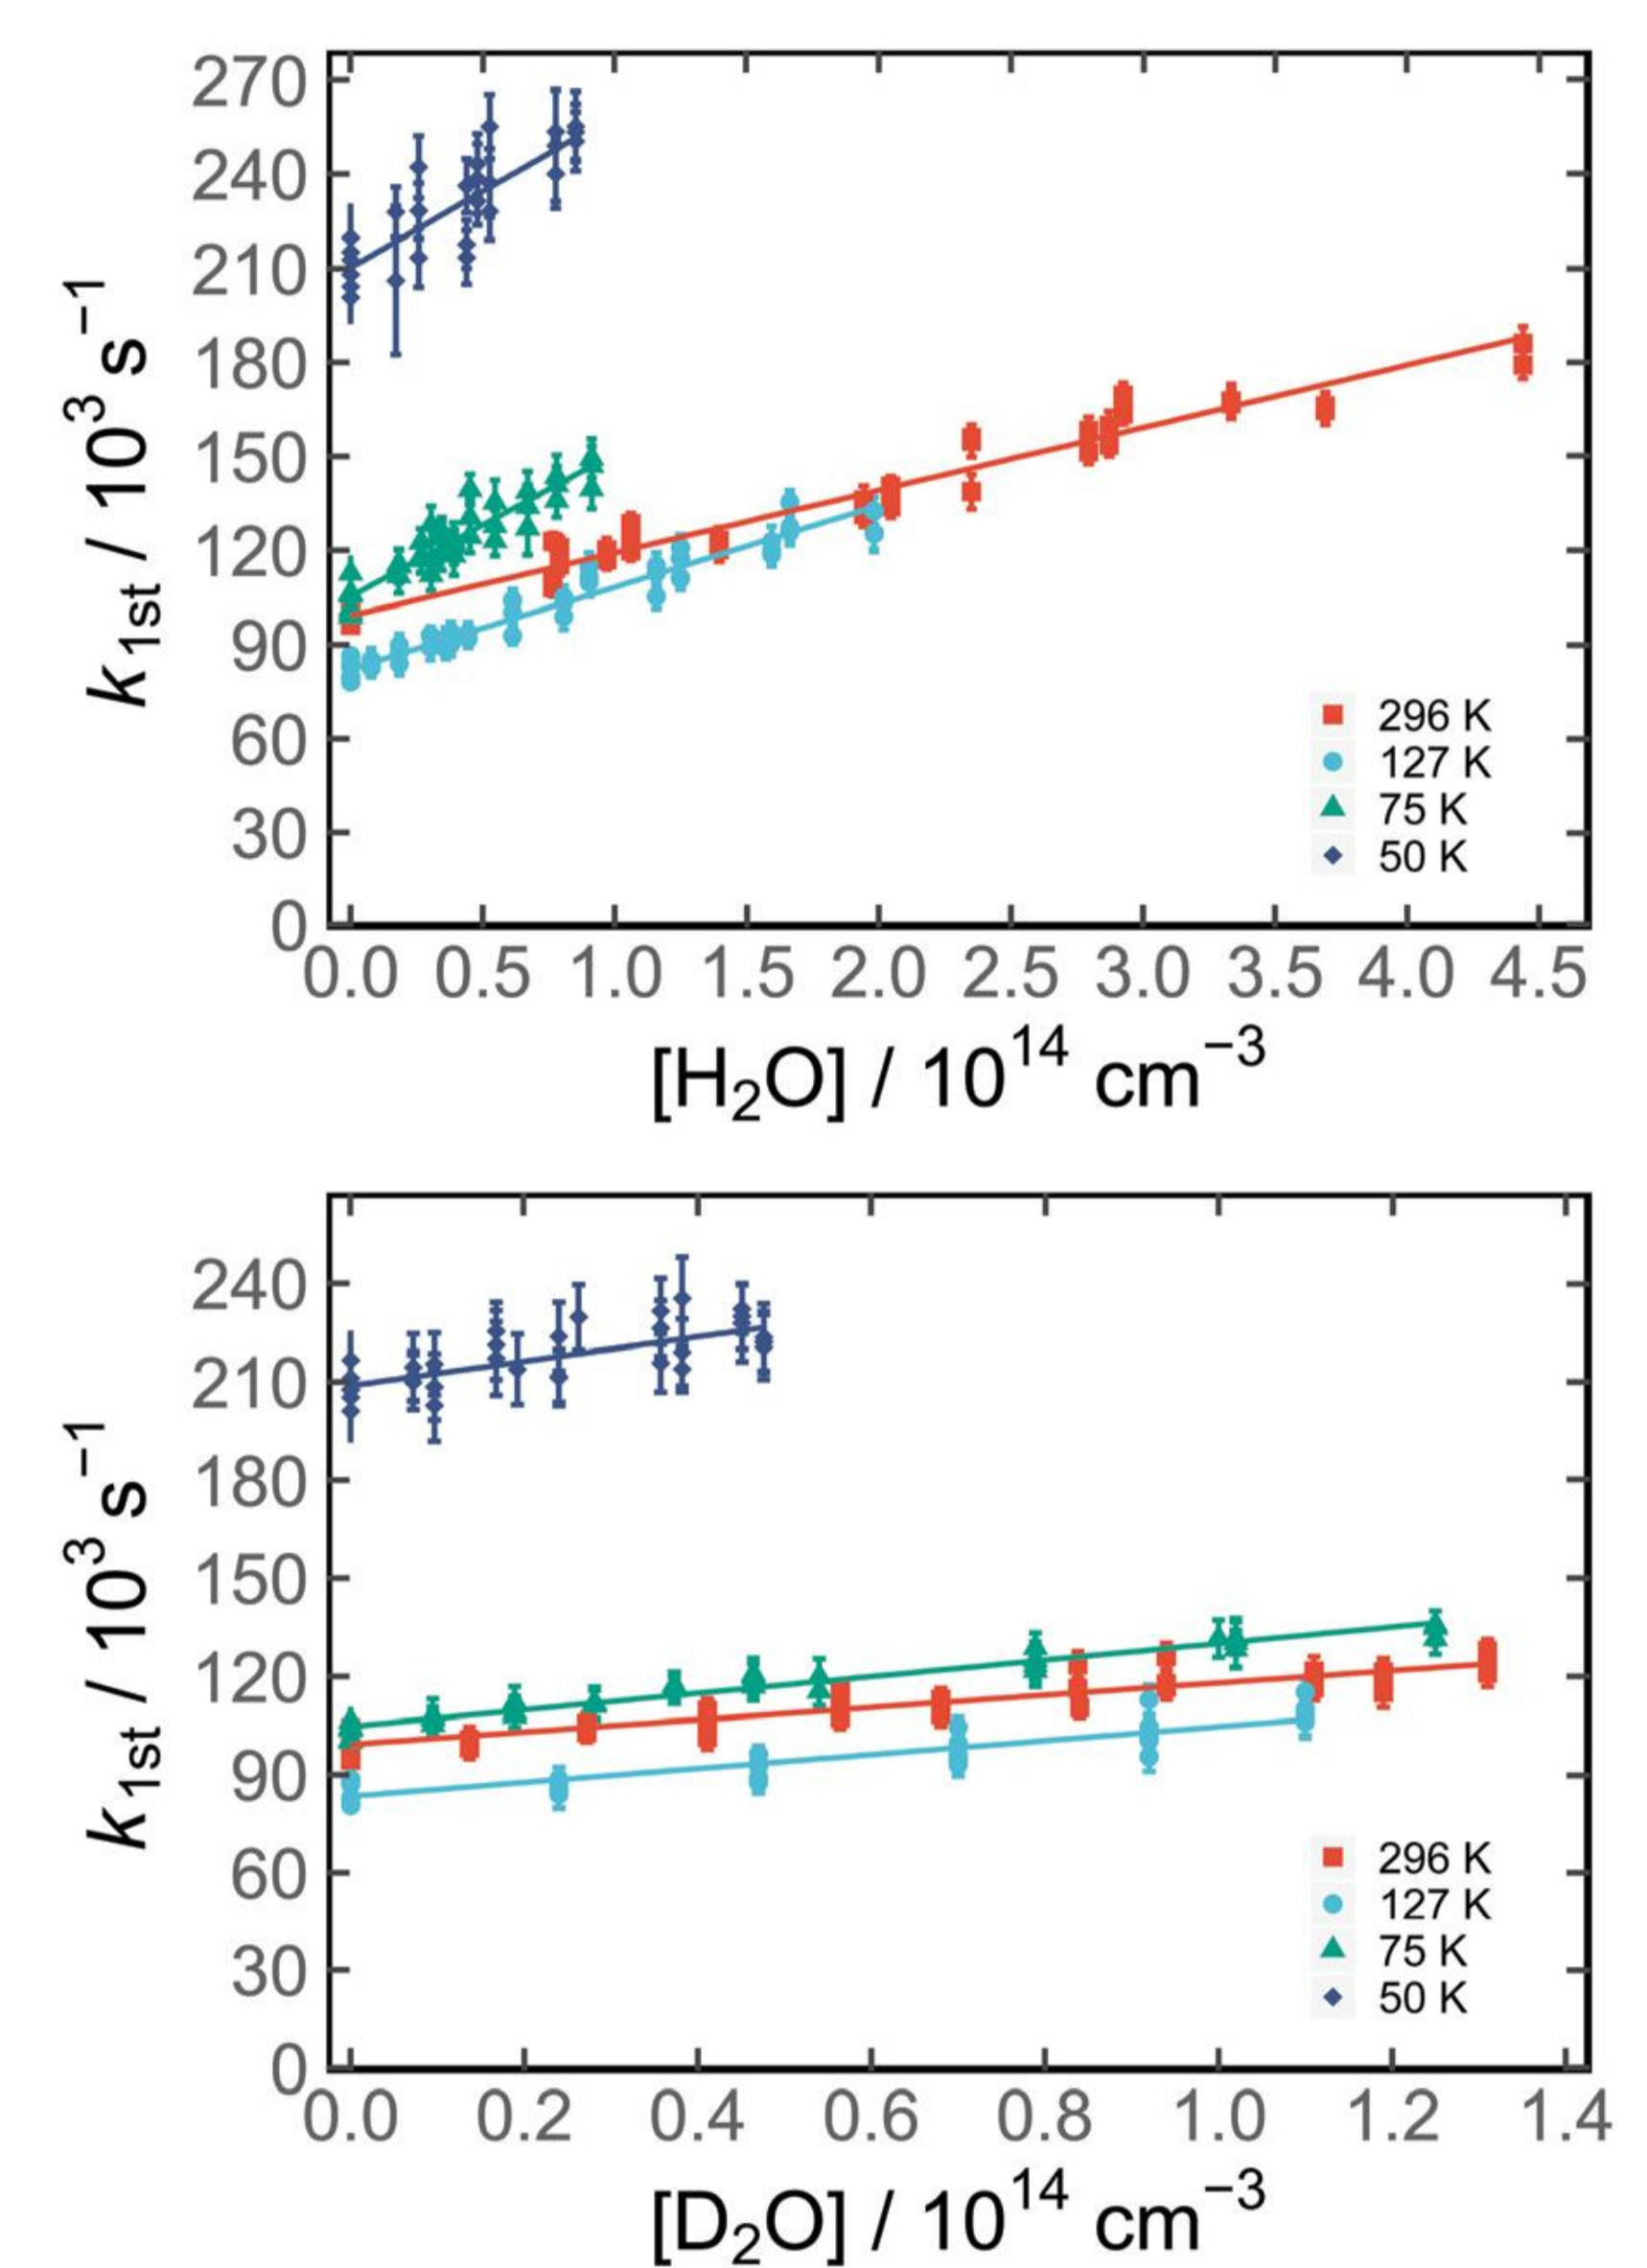 270
240
210
180
150
120
90
60
30
0
k1st / 10³ s⁻¹
296 K
127 K
75 K
50 K
0.0 0.5 1.0 1.5 2.0 2.5 3.0 3.5 4.0 4.5
[H₂O] / 10¹⁴ cm⁻³
240
210
180
150
120
90
60
30
0
k1st / 10³ s⁻¹
296 K
127 K
75 K
50 K
0.0 0.2 0.4 0.6 0.8 1.0 1.2 1.4
[D₂O] / 10¹⁴ cm⁻³